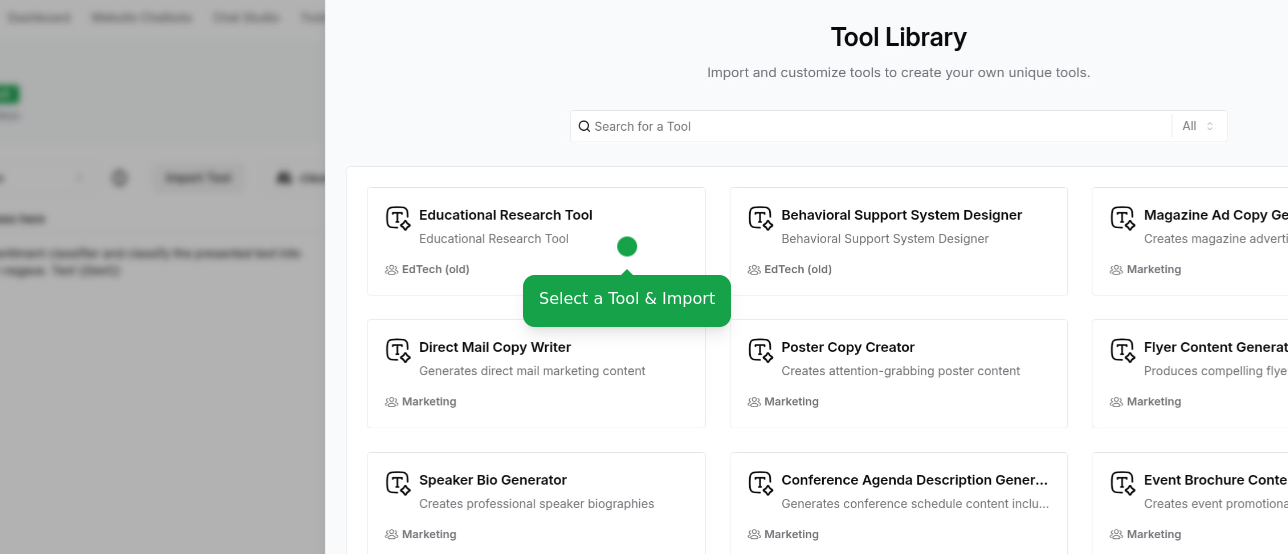 Dashboard Website Chatbots Chat Studio
Tool Library
Import and customize tools to create your own unique tools.
Search for a Tool
All
Import Tool
Educational Research Tool
Educational Research Tool
EdTech (old)
Behavioral Support System Designer
Behavioral Support System Designer
EdTech (old)
Magazine Ad Copy Ge
Creates magazine adverti
Marketing
Select a Tool & Import
Direct Mail Copy Writer
Generates direct mail marketing content
Marketing
Poster Copy Creator
Creates attention-grabbing poster content
Marketing
Flyer Content Generat
Produces compelling flye
Marketing
Speaker Bio Generator
Creates professional speaker biographies
Marketing
Conference Agenda Description Gener...
Generates conference schedule content inclu...
Marketing
Event Brochure Conte
Creates event promotiona
Marketing